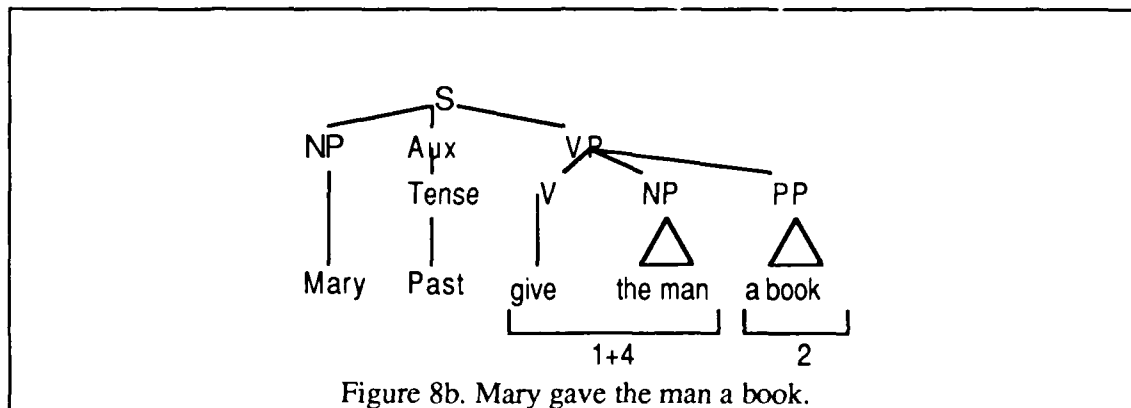 S
NP Aux VP
Tense V NP PP
Mary Past give the man a book
1+4 2
Figure 8b. Mary gave the man a book.